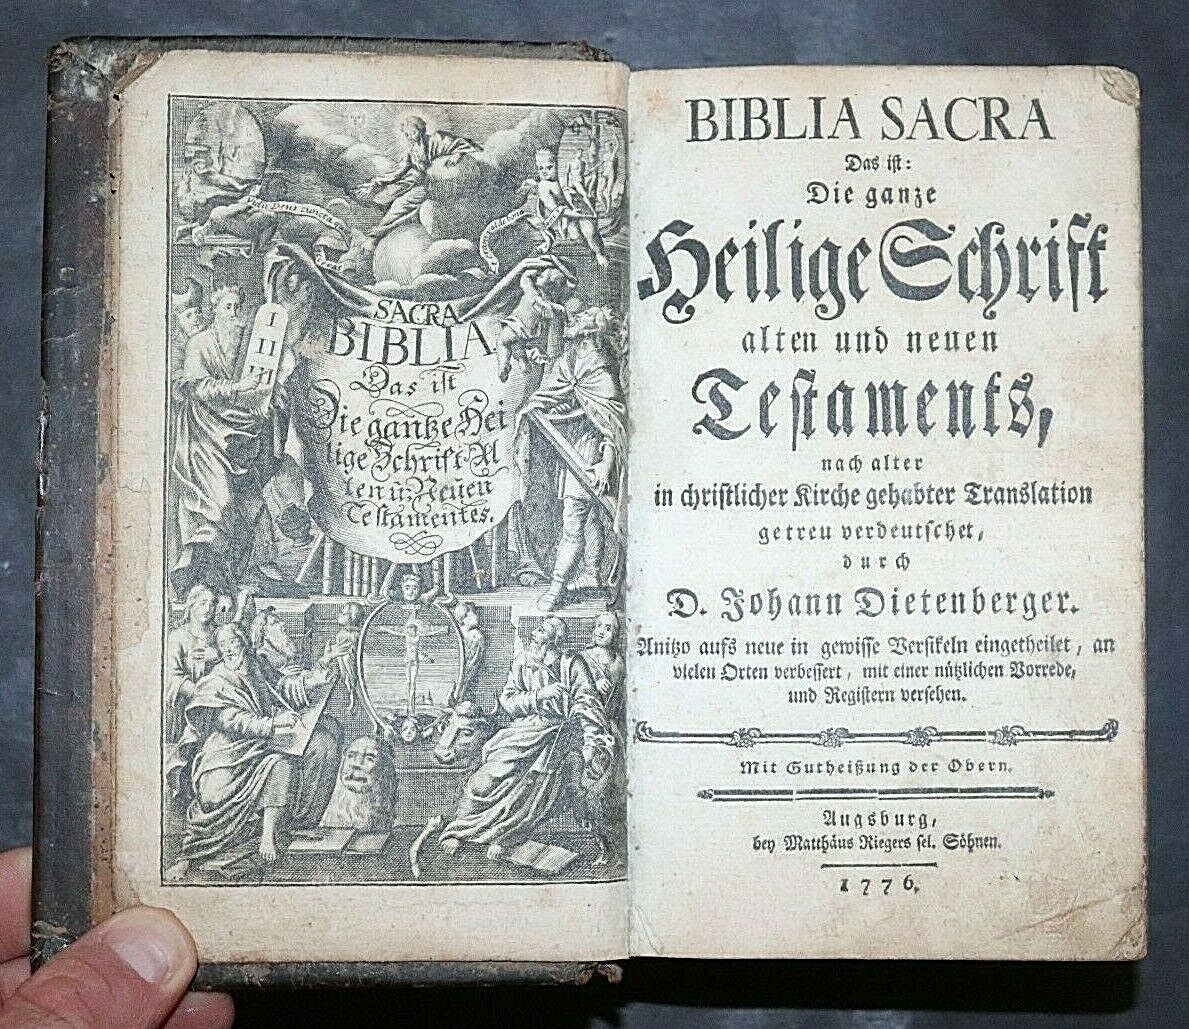 SACRA
BIBLIA
Das ist
Die gantze Hei
lige Schrift Al
ten ū. Neuen
Testamentes.
I
II
III
BIBLIA SACRA
Das ist:
Die ganze
Heilige Schrift
alten und neuen
Testaments,
nach alter
in christlicher Kirche gehabter Translation
getreu verdeutschet,
durch
D. Johann Dietenberger.
Anitzo aufs neue in gewisse Versikeln eingetheilet, an
vielen Orten verbessert, mit einer nützlichen Vorrede,
und Registern versehen.
Mit Gutheißung der Obern.
Augsburg,
bey Matthäus Riegers sel. Söhnen.
1776.